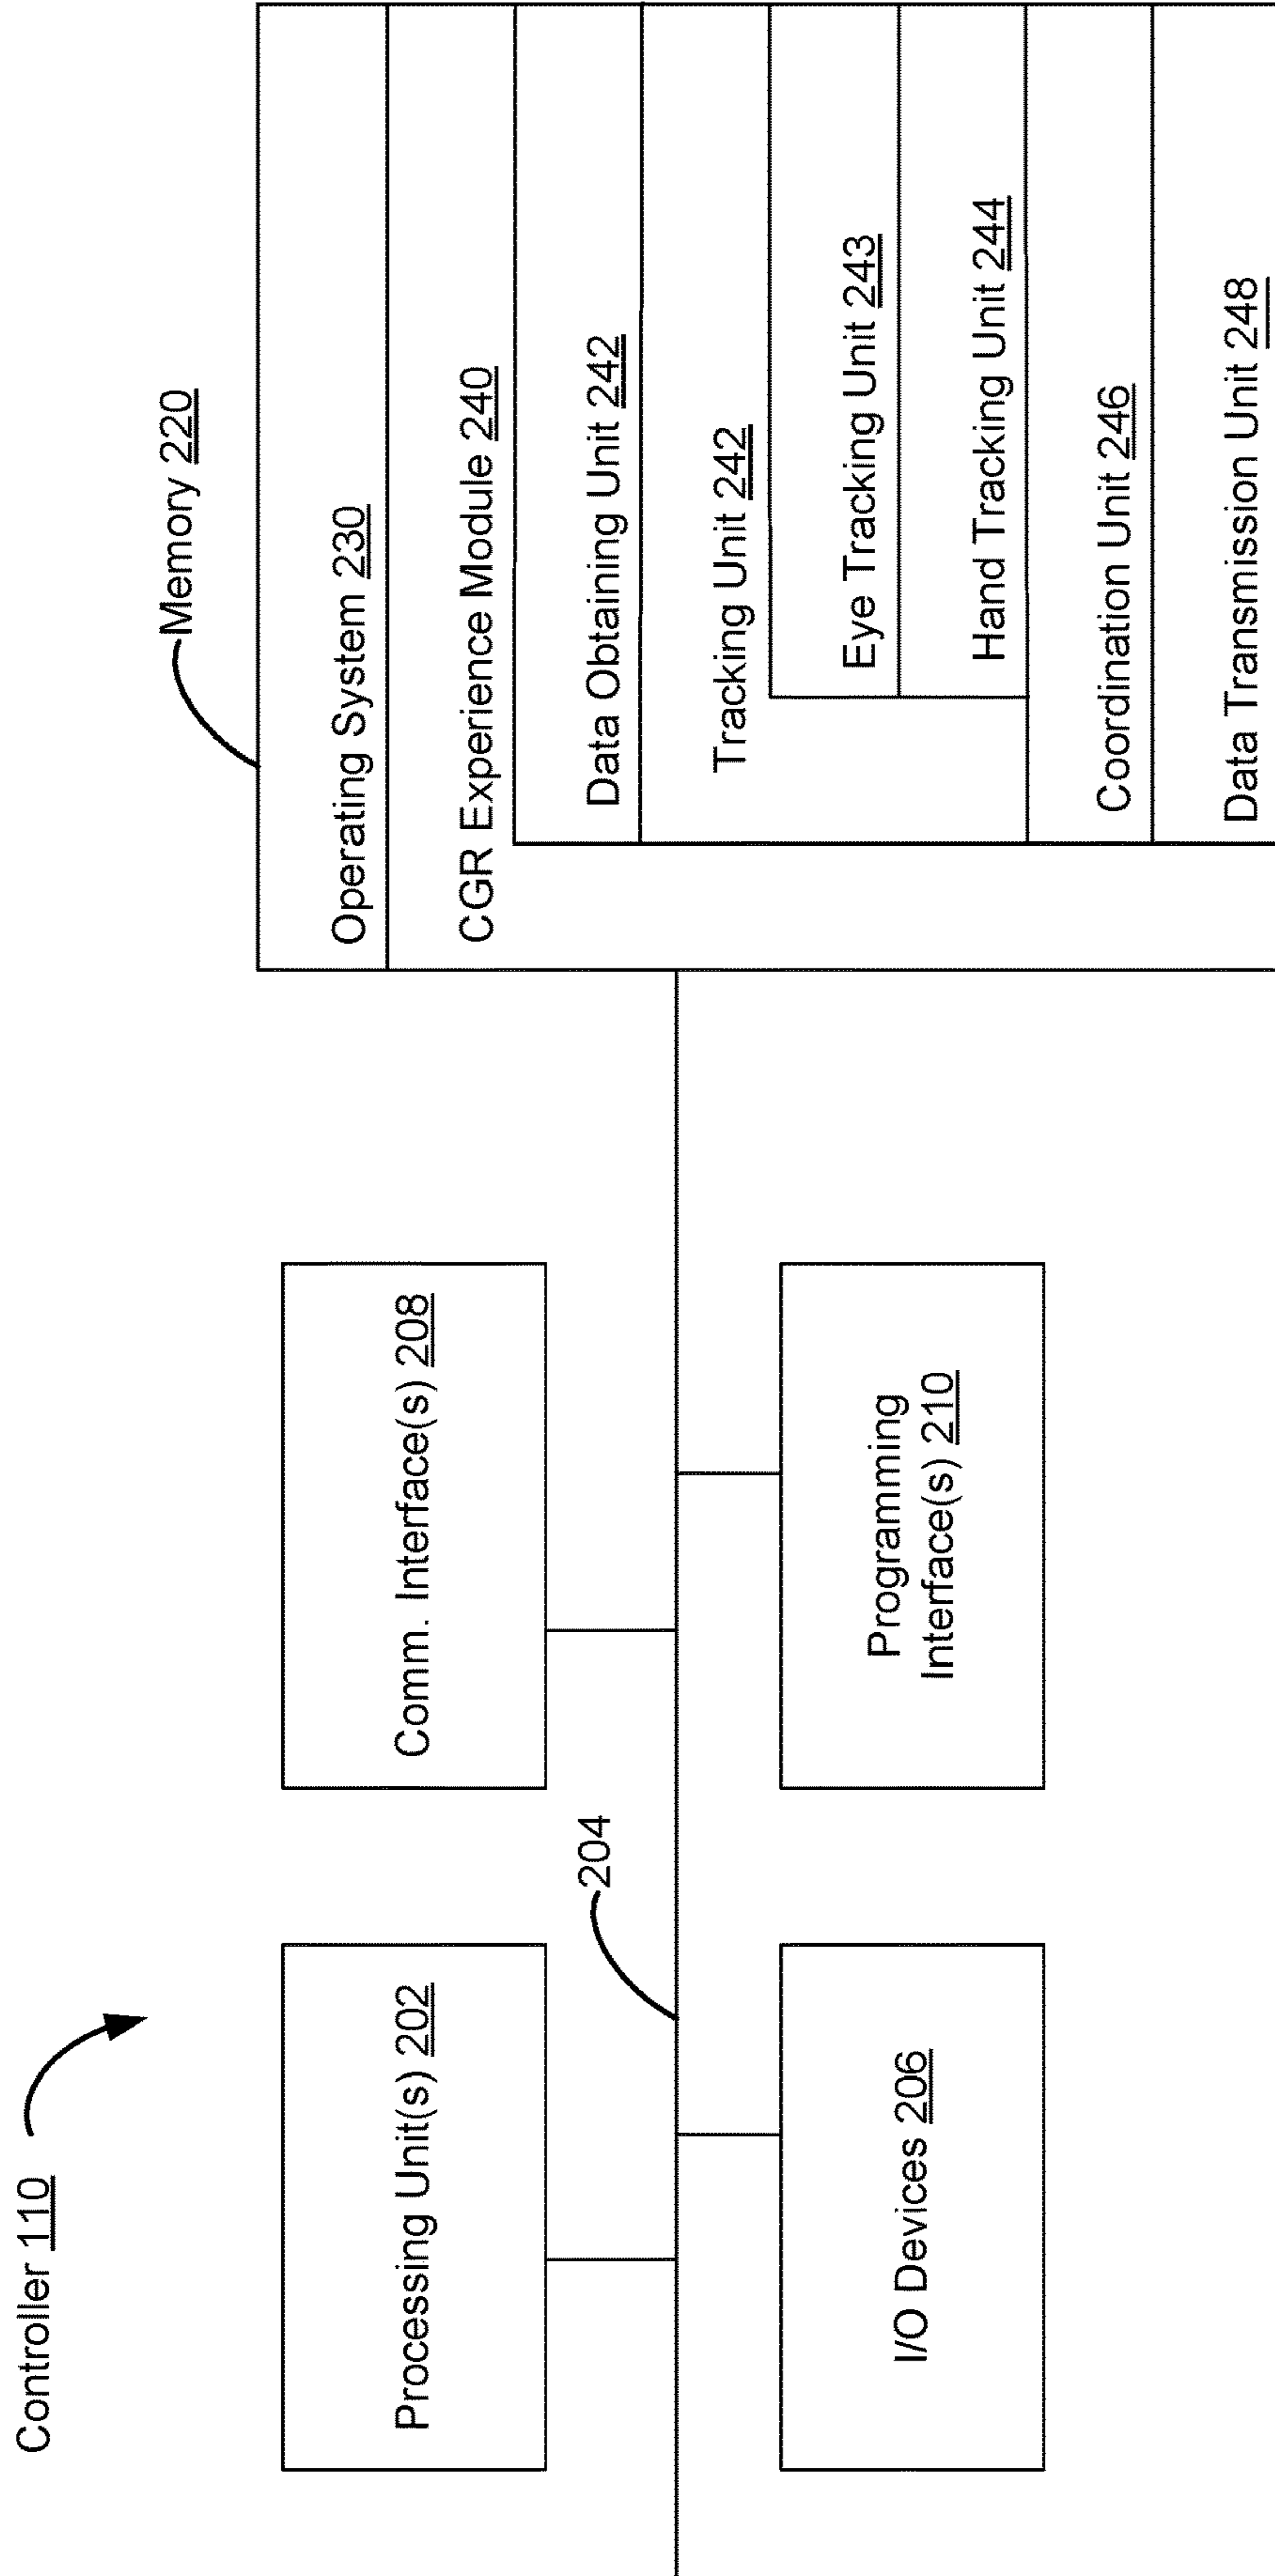 Controller 110
Processing Unit(s) 202
Comm. Interface(s) 208
204
I/O Devices 206
Programming
Interface(s) 210
Memory 220
Operating System 230
CGR Experience Module 240
Data Obtaining Unit 242
Tracking Unit 242
Eye Tracking Unit 243
Hand Tracking Unit 244
Coordination Unit 246
Data Transmission Unit 248